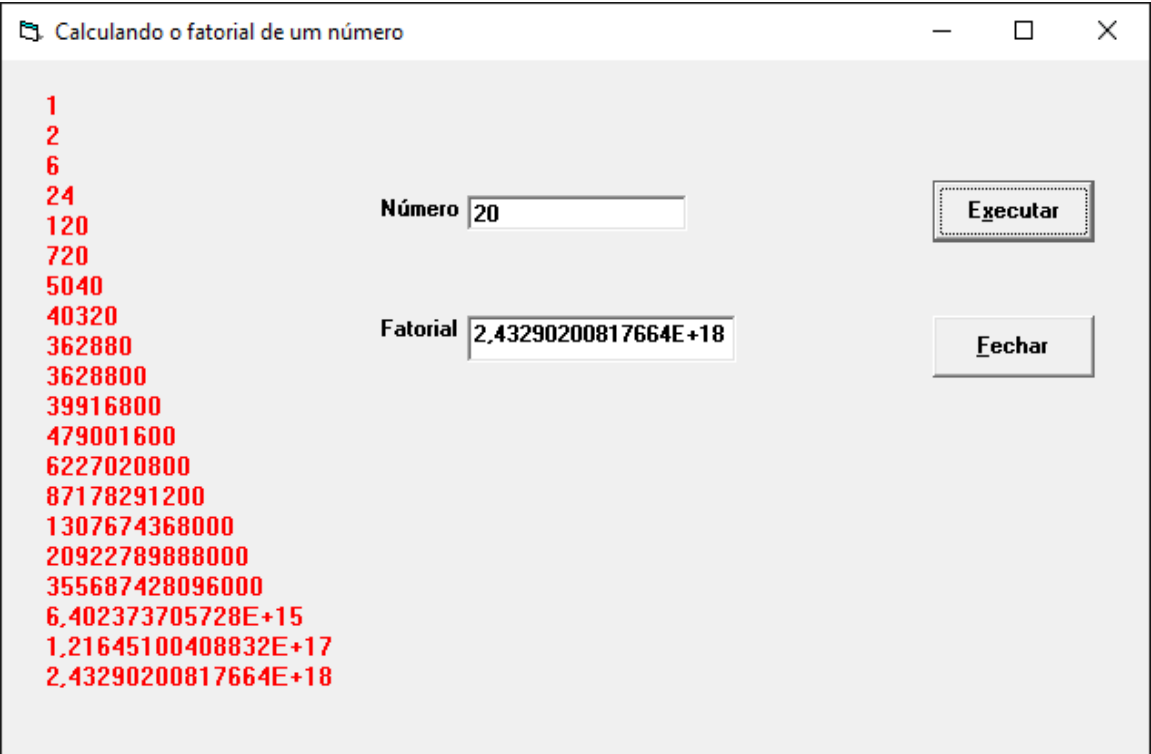 Calculando o fatorial de um número
1
2
6
24
120
720
5040
40320
362880
3628800
39916800
479001600
6227020800
87178291200
1307674368000
20922789888000
355687428096000
6,402373705728E+15
1,21645100408832E+17
2,43290200817664E+18
Número 20
Fatorial 2,43290200817664E+18
Executar
Fechar